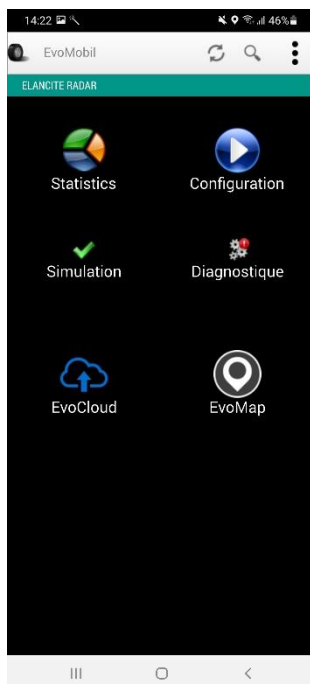 14:22 46%
EvoMobil
ELANCITE RADAR
Statistics Configuration
Simulation Diagnostique
EvoCloud EvoMap